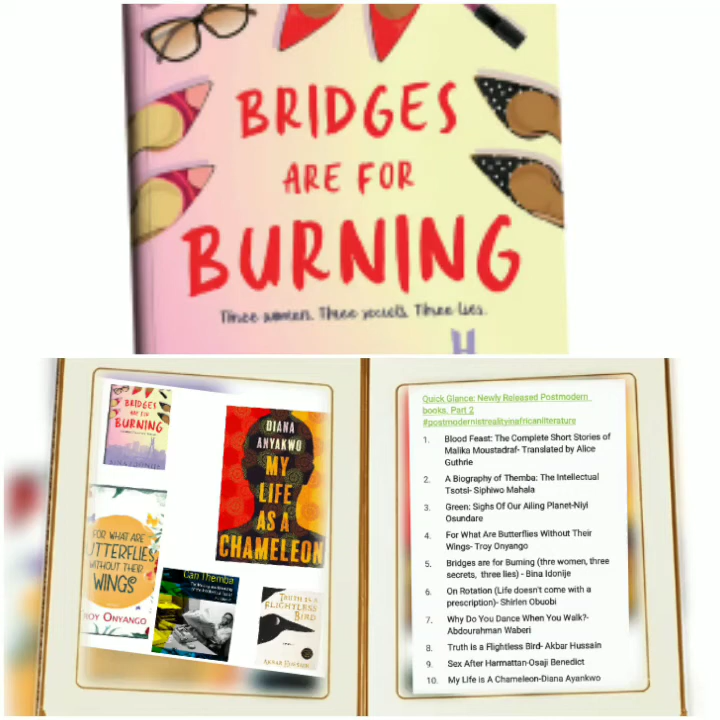 BRIDGES
ARE FOR
BURNING
Three women. Three secrets. Three lies.
BRIDGES
ARE FOR
BURNING
DIANA
ANYAKWO
MY
LIFE
AS A
CHAMELEON
FOR WHAT ARE
UTTERFLIES
WITHOUT THEIR
WINGS
ROY ONYANGO
Can Themba
TRUTH IS A
FLIGHTLESS
BIRD
AKBAR HUSSAIN
Quick Glance: Newly Released Postmodern
books, Part 2
#postmodernistrealityinafricanliterature
1. Blood Feast: The Complete Short Stories of
Malika Moustadraf- Translated by Alice
Guthrie
2. A Biography of Themba: The Intellectual
Tsotsi- Siphiwo Mahala
3. Green: Sighs Of Our Ailing Planet-Niyi
Osundare
4. For What Are Butterflies Without Their
Wings- Troy Onyango
5. Bridges are for Burning (thre women, three
secrets, three lies) - Bina Idonije
6. On Rotation (Life doesn't come with a
prescription)- Shirlen Obuobi
7. Why Do You Dance When You Walk?-
Abdourahman Waberi
8. Truth is a Flightless Bird- Akbar Hussain
9. Sex After Harmattan-Osaji Benedict
10. My Life is A Chameleon-Diana Ayankwo